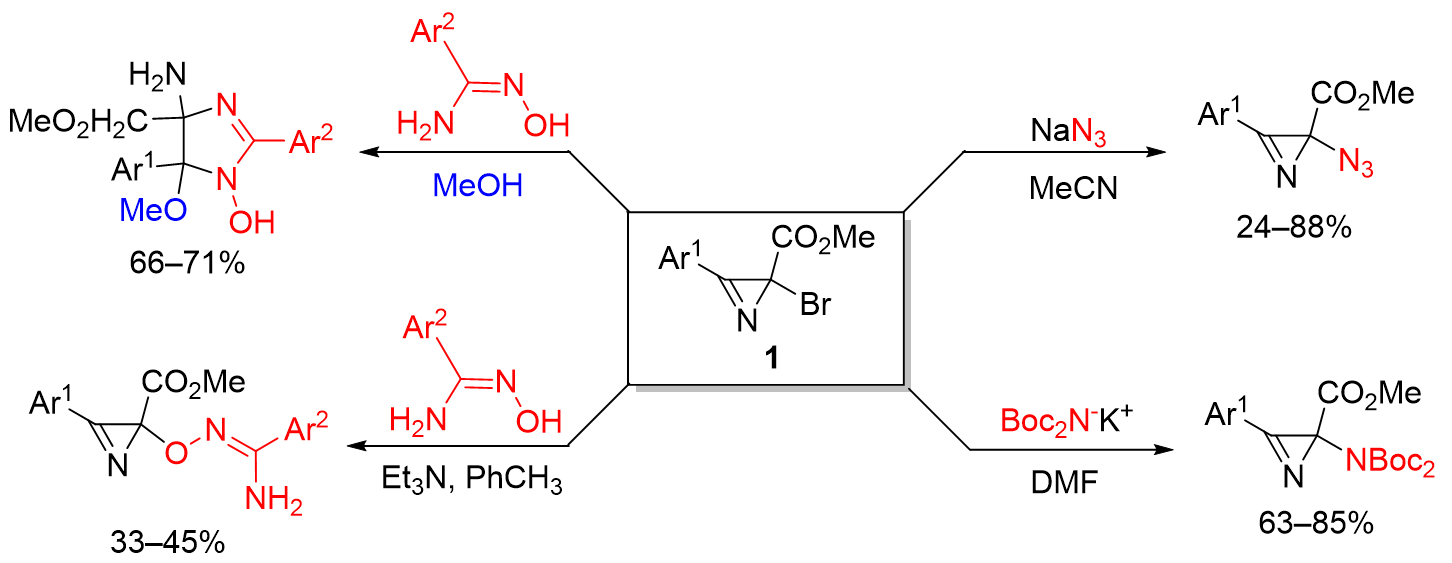 Ar²
H₂N
N
OH
MeOH
H₂N
MeO₂H₂C
N
Ar²
Ar¹
N
MeO
OH
66–71%
NaN₃
MeCN
Ar¹
CO₂Me
N₃
N
24–88%
Ar¹
CO₂Me
Br
N
1
Ar²
H₂N
N
OH
Et₃N, PhCH₃
Ar¹
CO₂Me
N
O
N
Ar²
NH₂
33–45%
Boc₂N⁻K⁺
DMF
Ar¹
CO₂Me
NBoc₂
N
63–85%